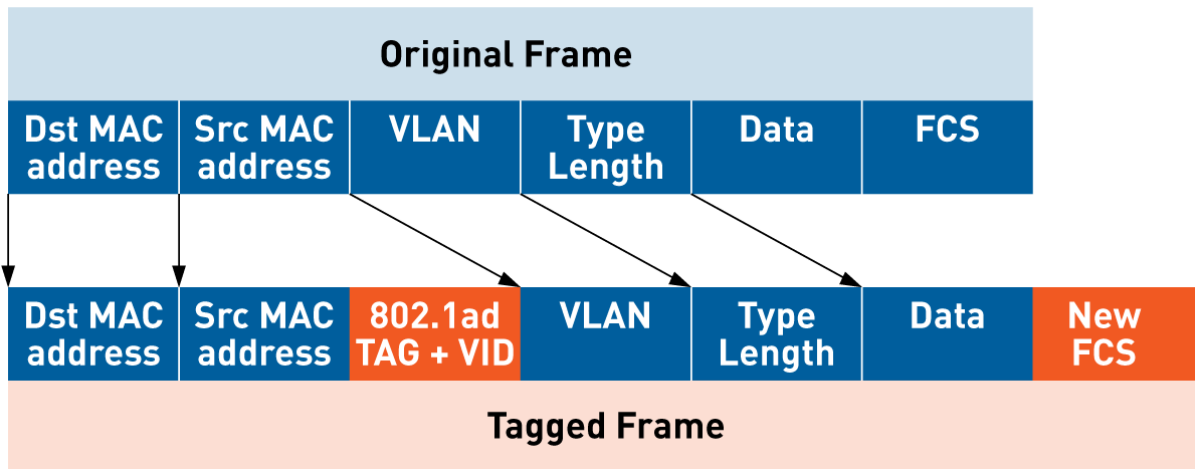 Original Frame
Dst MAC
address
Src MAC
address
VLAN
Type
Length
Data
FCS
Dst MAC
address
Src MAC
address
802.1ad
TAG + VID
VLAN
Type
Length
Data
New
FCS
Tagged Frame